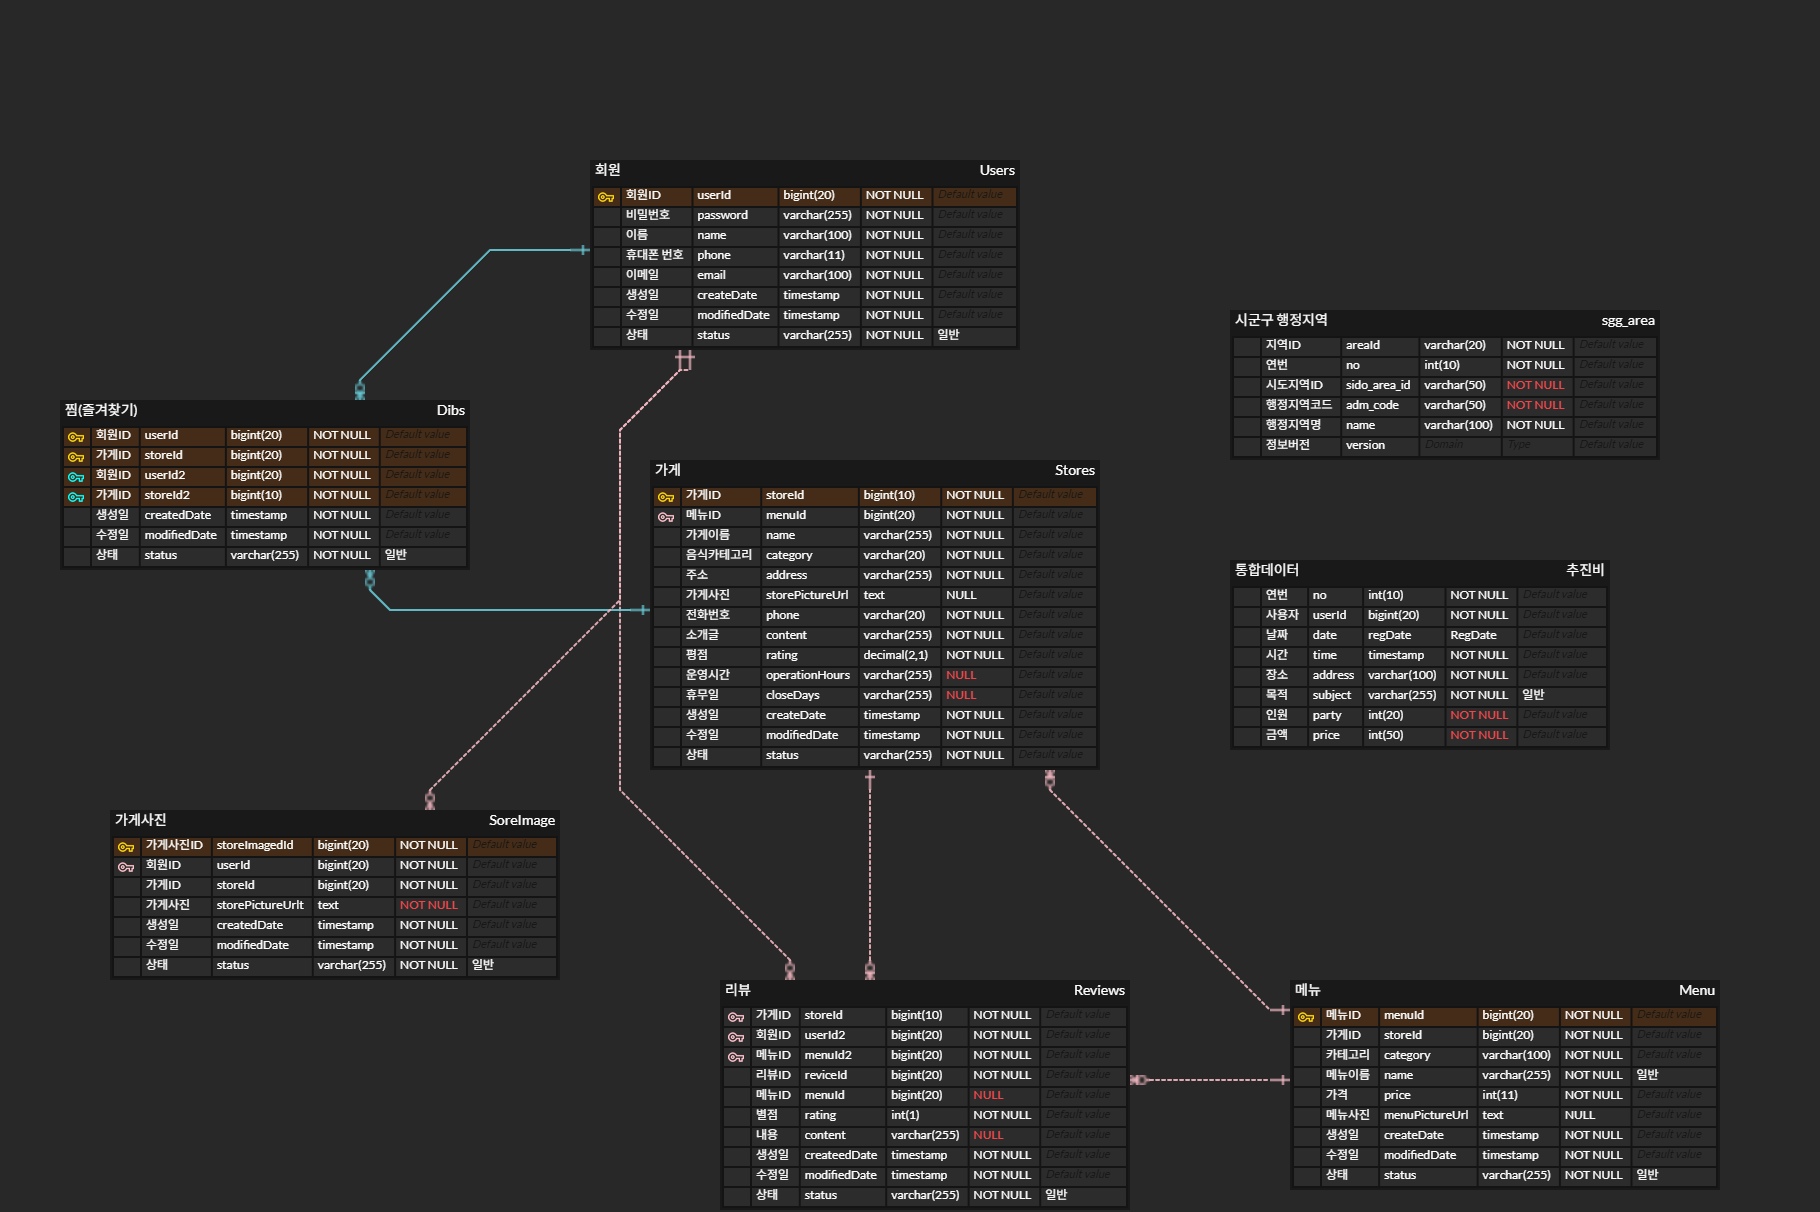 회원 Users
회원ID userId bigint(20) NOT NULL Default value
비밀번호 password varchar(255) NOT NULL Default value
이름 name varchar(100) NOT NULL Default value
휴대폰 번호 phone varchar(11) NOT NULL Default value
이메일 email varchar(100) NOT NULL Default value
생성일 createDate timestamp NOT NULL Default value
수정일 modifiedDate timestamp NOT NULL Default value
상태 status varchar(255) NOT NULL 일반
시군구 행정지역 sgg_area
지역ID areaId varchar(20) NOT NULL Default value
연번 no int(10) NOT NULL Default value
시도지역ID sido_area_id varchar(50) NOT NULL Default value
행정지역코드 adm_code varchar(50) NOT NULL Default value
행정지역명 name varchar(100) NOT NULL Default value
정보버전 version Domain Type Default value
찜(즐겨찾기) Dibs
회원ID userId bigint(20) NOT NULL Default value
가게ID storeId bigint(20) NOT NULL Default value
회원ID userId2 bigint(20) NOT NULL Default value
가게ID storeId2 bigint(10) NOT NULL Default value
생성일 createdDate timestamp NOT NULL Default value
수정일 modifiedDate timestamp NOT NULL Default value
상태 status varchar(255) NOT NULL 일반
가게 Stores
가게ID storeId bigint(10) NOT NULL Default value
메뉴ID menuId bigint(20) NOT NULL Default value
가게이름 name varchar(255) NOT NULL Default value
음식카테고리 category varchar(20) NOT NULL Default value
주소 address varchar(255) NOT NULL Default value
가게사진 storePictureUrl text NULL Default value
전화번호 phone varchar(20) NOT NULL Default value
소개글 content varchar(255) NOT NULL Default value
평점 rating decimal(2,1) NOT NULL Default value
운영시간 operationHours varchar(255) NULL Default value
휴무일 closeDays varchar(255) NULL Default value
생성일 createDate timestamp NOT NULL Default value
수정일 modifiedDate timestamp NOT NULL Default value
상태 status varchar(255) NOT NULL Default value
통합데이터 추진비
연번 no int(10) NOT NULL Default value
사용자 userId bigint(20) NOT NULL Default value
날짜 date regDate RegDate Default value
시간 time timestamp NOT NULL Default value
장소 address varchar(100) NOT NULL Default value
목적 subject varchar(255) NOT NULL 일반
인원 party int(20) NOT NULL Default value
금액 price int(50) NOT NULL Default value
가게사진 SoreImage
가게사진ID storeImagedId bigint(20) NOT NULL Default value
회원ID userId bigint(20) NOT NULL Default value
가게ID storeId bigint(20) NOT NULL Default value
가게사진 storePictureUrlt text NOT NULL Default value
생성일 createdDate timestamp NOT NULL Default value
수정일 modifiedDate timestamp NOT NULL Default value
상태 status varchar(255) NOT NULL 일반
리뷰 Reviews
가게ID storeId bigint(10) NOT NULL Default value
회원ID userId2 bigint(20) NOT NULL Default value
메뉴ID menuId2 bigint(20) NOT NULL Default value
리뷰ID reviceId bigint(20) NOT NULL Default value
메뉴ID menuId bigint(20) NULL Default value
별점 rating int(1) NOT NULL Default value
내용 content varchar(255) NULL Default value
생성일 createedDate timestamp NOT NULL Default value
수정일 modifiedDate timestamp NOT NULL Default value
상태 status varchar(255) NOT NULL 일반
메뉴 Menu
메뉴ID menuId bigint(20) NOT NULL Default value
가게ID storeId bigint(20) NOT NULL Default value
카테고리 category varchar(100) NOT NULL Default value
메뉴이름 name varchar(255) NOT NULL 일반
가격 price int(11) NOT NULL Default value
메뉴사진 menuPictureUrl text NULL Default value
생성일 createDate timestamp NOT NULL Default value
수정일 modifiedDate timestamp NOT NULL Default value
상태 status varchar(255) NOT NULL 일반